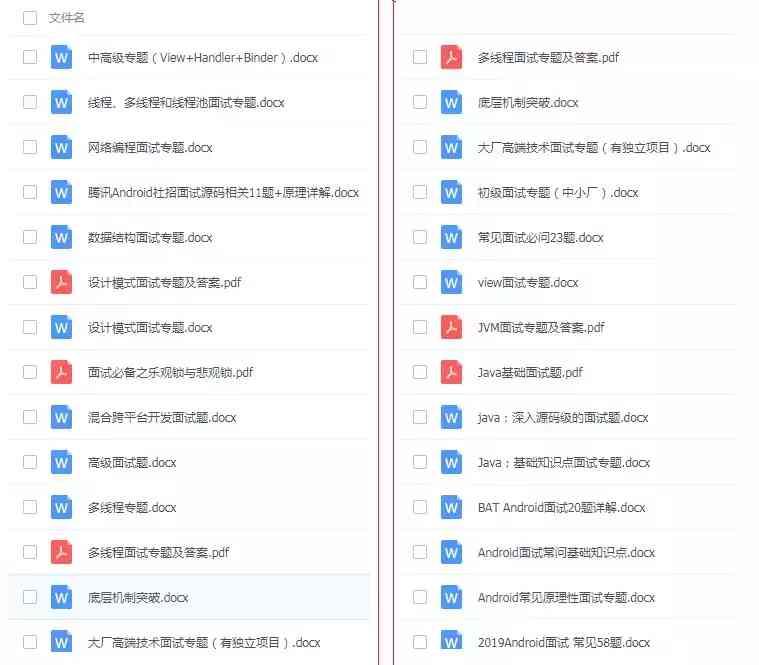 文件名
中高级专题（View+Handler+Binder）.docx
线程、多线程和线程池面试专题.docx
网络编程面试专题.docx
腾讯Android社招面试源码相关11题+原理详解.docx
数据结构面试专题.docx
设计模式面试专题及答案.pdf
设计模式面试专题.docx
面试必备之乐观锁与悲观锁.pdf
混合跨平台开发面试题.docx
高级面试题.docx
多线程专题.docx
多线程面试专题及答案.pdf
底层机制突破.docx
大厂高端技术面试专题（有独立项目）.docx
多线程面试专题及答案.pdf
底层机制突破.docx
大厂高端技术面试专题（有独立项目）.docx
初级面试专题（中小厂）.docx
常见面试必问23题.docx
view面试专题.docx
JVM面试专题及答案.pdf
Java基础面试题.pdf
java：深入源码级的面试题.docx
Java：基础知识点面试专题.docx
BAT Android面试20题详解.docx
Android面试常问基础知识点.docx
Android常见原理性面试专题.docx
2019Android面试 常见58题.docx